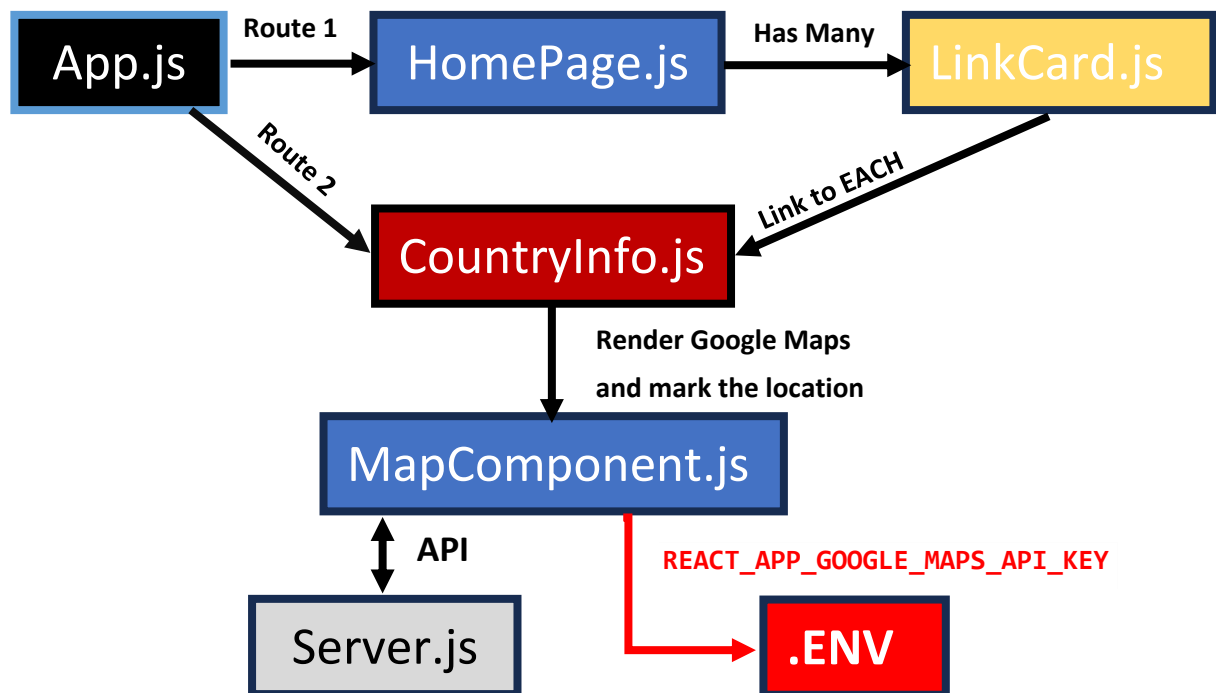 App.js
Route 1
HomePage.js
Has Many
LinkCard.js
Route 2
Link to EACH
CountryInfo.js
Render Google Maps
and mark the location
MapComponent.js
API
REACT_APP_GOOGLE_MAPS_API_KEY
Server.js
.ENV